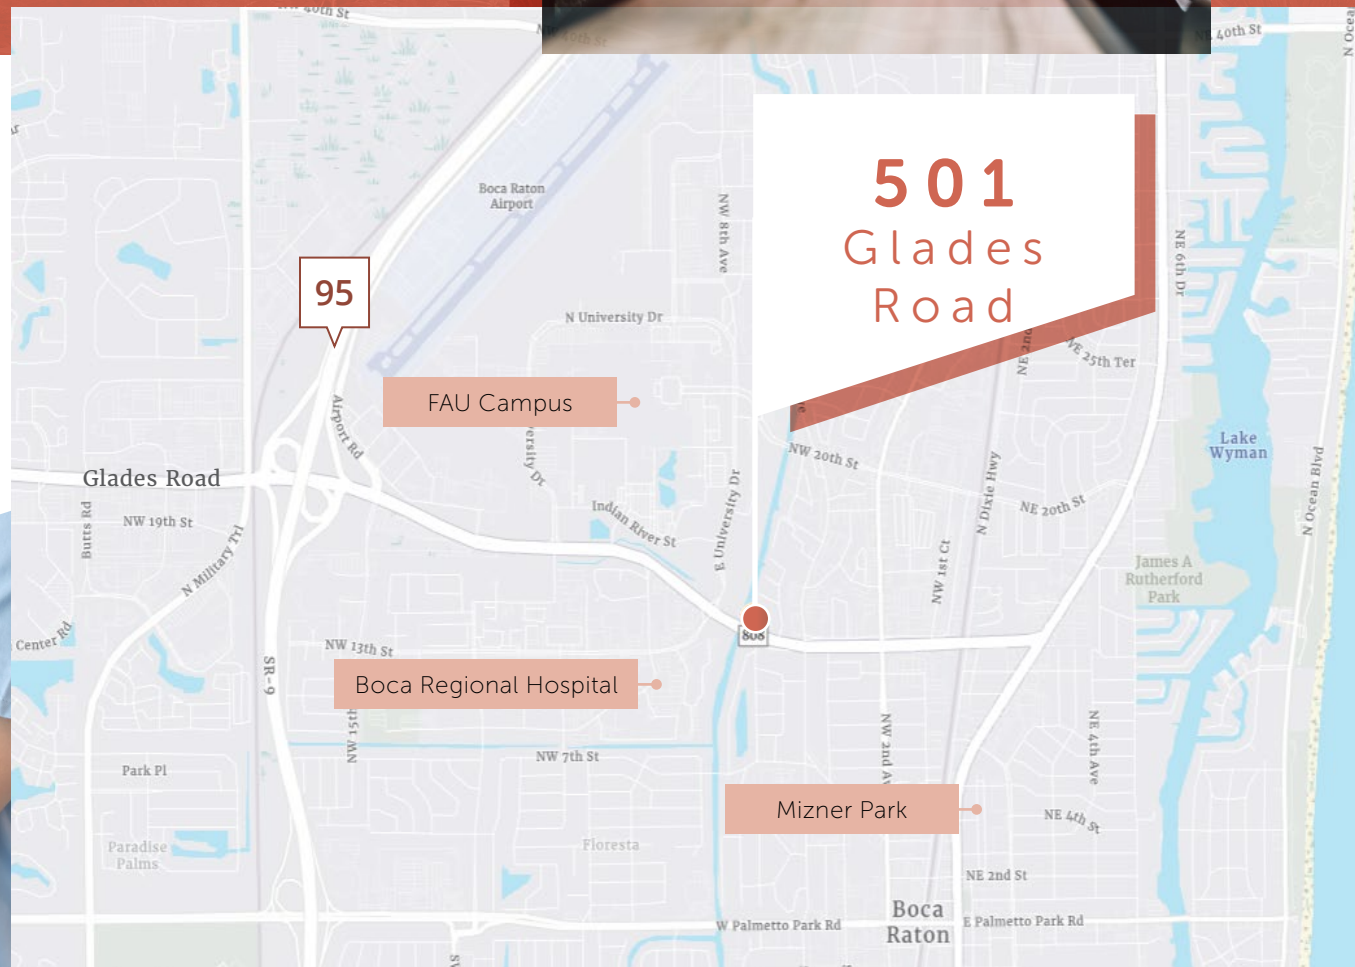 NW 40th St
NE 40th St
501
Glades
Road
Boca Raton
Airport
NW 8th Ave
NE 6th Dr
95
N University Dr
NE 25th Ter
FAU Campus
Airport Rd
NW 20th St
Lake
Wyman
N Ocean Blvd
Glades Road
Butts Rd
NW 19th St
N Military Trl
Indian River St
E University Dr
N Dixie Hwy
NE 20th St
NW 1st Ct
James A
Rutherford
Park
808
Center Rd
NW 13th St
SR-9
Boca Regional Hospital
NW 15th
NW 7th St
NW 2nd Av
NE 4th Ave
Park Pl
Mizner Park
NE 4th St
Paradise
Palms
Floresta
NE 2nd St
Boca
Raton
W Palmetto Park Rd
E Palmetto Park Rd